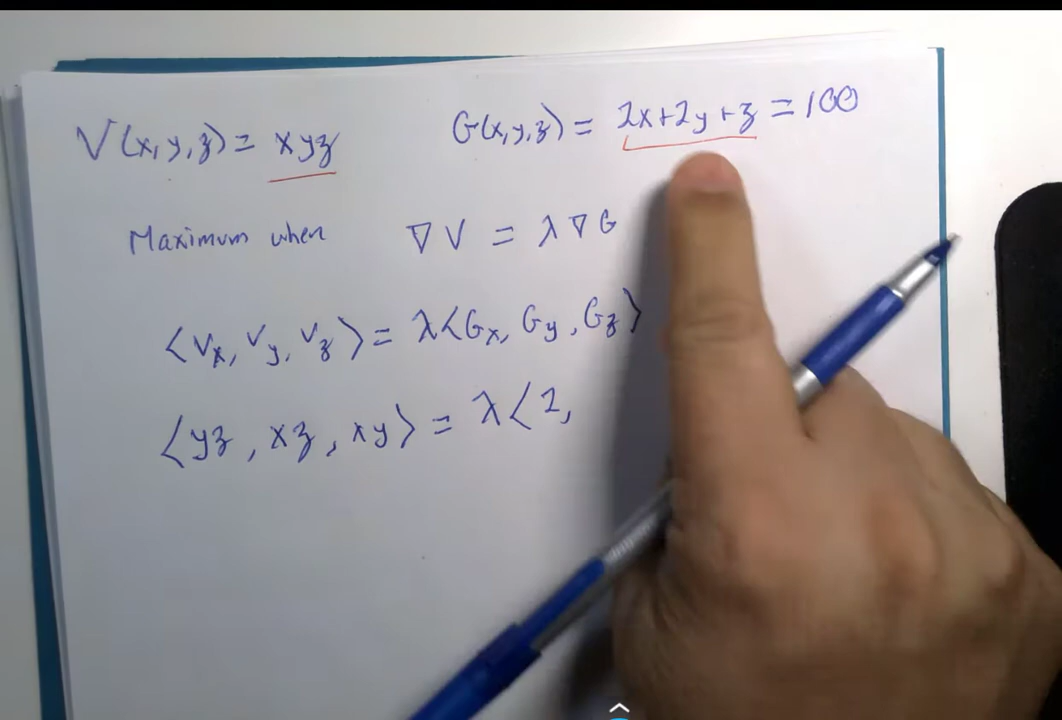 V(x,y,z) = xyz G(x,y,z) = 2x+2y+z = 100
Maximum when ∇V = λ∇G
⟨Vx, Vy, Vz⟩ = λ⟨Gx, Gy, Gz⟩
⟨yz, xz, xy⟩ = λ⟨2,